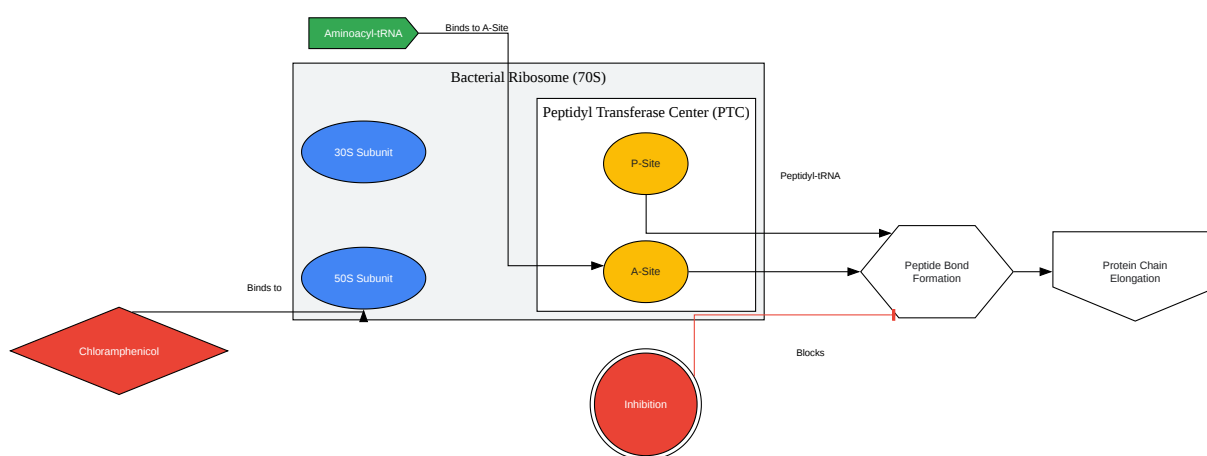 Aminoacyl-tRNA
Binds to A-Site
Bacterial Ribosome (70S)
Peptidyl Transferase Center (PTC)
30S Subunit
P-Site
Peptidyl-tRNA
50S Subunit
A-Site
Peptide Bond
Formation
Protein Chain
Elongation
Binds to
Chloramphenicol
Blocks
Inhibition